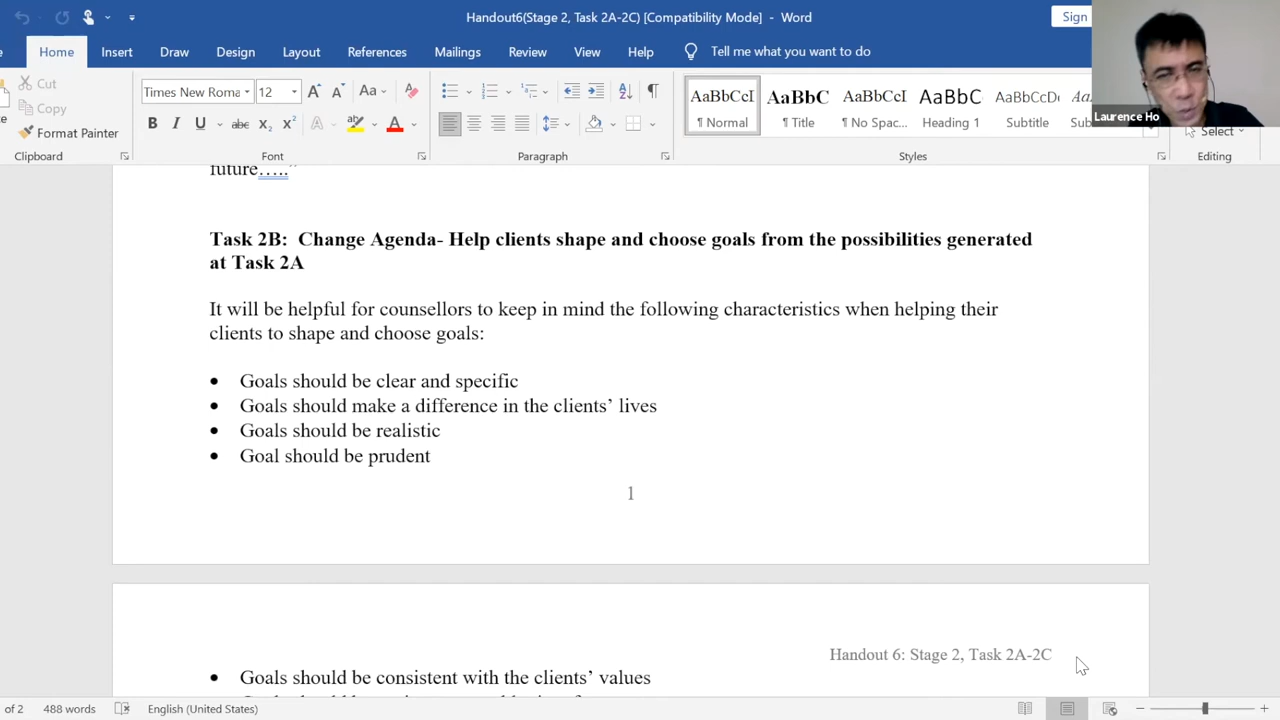 Handout6(Stage 2, Task 2A-2C) [Compatibility Mode] - Word
Sign
Home Insert Draw Design Layout References Mailings Review View Help Tell me what you want to do
Cut
Copy
Format Painter
Clipboard
Times New Roma 12
Font
Paragraph
AaBbCcI AaBbC AaBbCcI AaBbC AaBbCcDc
¶ Normal ¶ Title ¶ No Spac... Heading 1 Subtitle
Styles
Laurence Ho
Select
Editing
future….."
Task 2B: Change Agenda- Help clients shape and choose goals from the possibilities generated
at Task 2A
It will be helpful for counsellors to keep in mind the following characteristics when helping their
clients to shape and choose goals:
• Goals should be clear and specific
• Goals should make a difference in the clients’ lives
• Goals should be realistic
• Goal should be prudent
1
Handout 6: Stage 2, Task 2A-2C
• Goals should be consistent with the clients’ values
of 2 488 words English (United States)